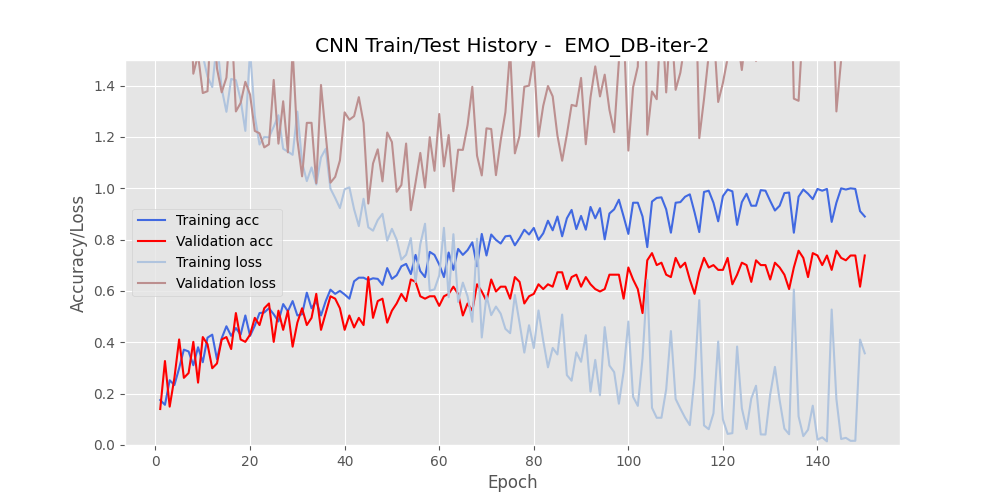 CNN Train/Test History -  EMO_DB-iter-2
Accuracy/Loss
1.4
1.2
1.0
0.8
0.6
0.4
0.2
0.0
Training acc
Validation acc
Training loss
Validation loss
0 20 40 60 80 100 120 140
Epoch